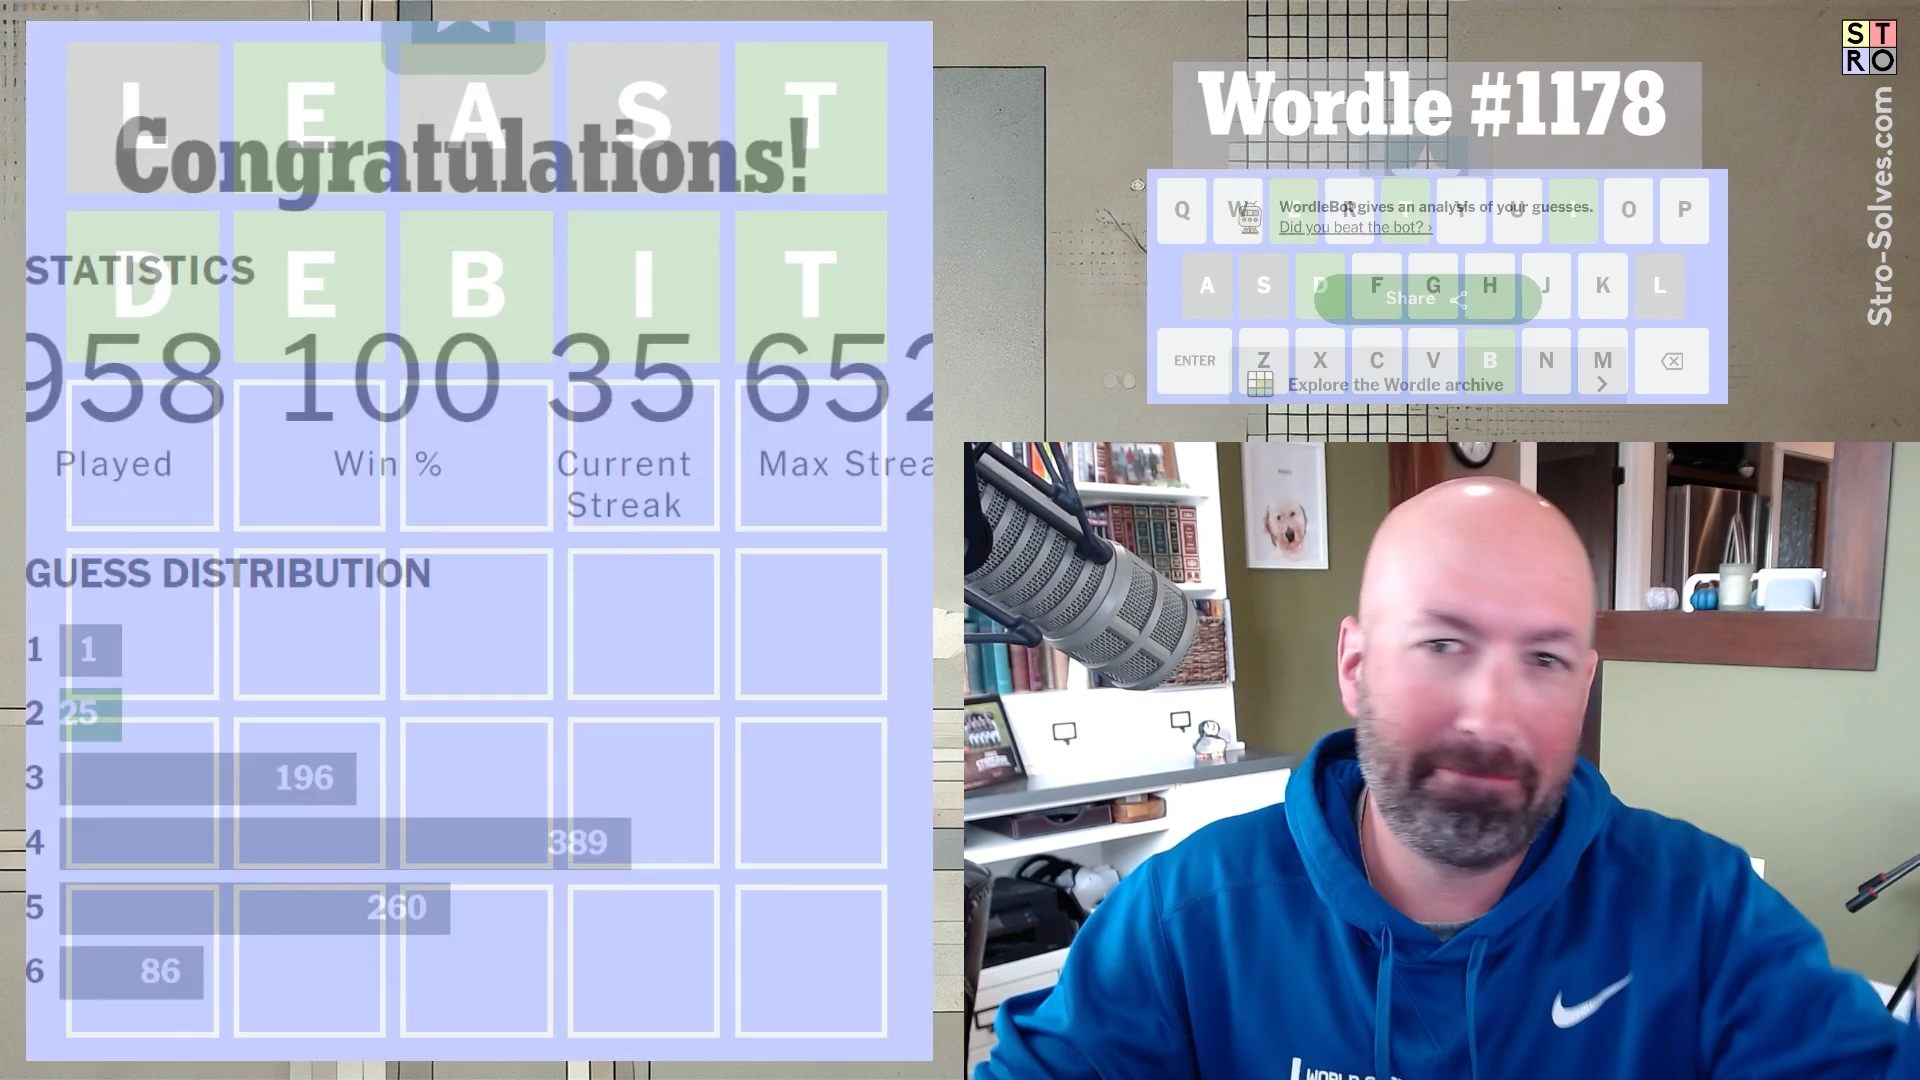 L E A S T
Congratulations!
D E B I T
STATISTICS
958 100 35 652
Played Win % Current Streak Max Strea
GUESS DISTRIBUTION
1 1
2 25
3 196
4 389
5 260
6 86
Wordle #1178
Q W E R T Y U I O P
WordleBot gives an analysis of your guesses.
Did you beat the bot? ›
A S D F G H J K L
Share
ENTER Z X C V B N M
Explore the Wordle archive
ST
RO
Stro-Solves.com
WORLD